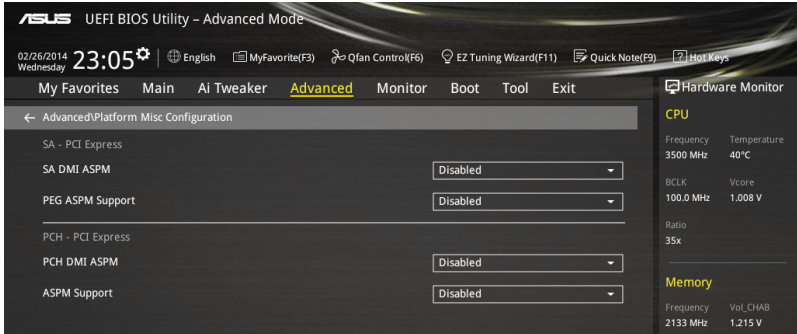 ASUS UEFI BIOS Utility – Advanced Mode
02/26/2014 Wednesday 23:05 English MyFavorite(F3) Qfan Control(F6) EZ Tuning Wizard(F11) Quick Note(F9) ? Hot Keys
My Favorites Main Ai Tweaker Advanced Monitor Boot Tool Exit
← Advanced\Platform Misc Configuration
SA - PCI Express
SA DMI ASPM Disabled
PEG ASPM Support Disabled
PCH - PCI Express
PCH DMI ASPM Disabled
ASPM Support Disabled
Hardware Monitor
CPU
Frequency Temperature
3500 MHz 40°C
BCLK Vcore
100.0 MHz 1.008 V
Ratio
35x
Memory
Frequency Vol_CHAB
2133 MHz 1.215 V